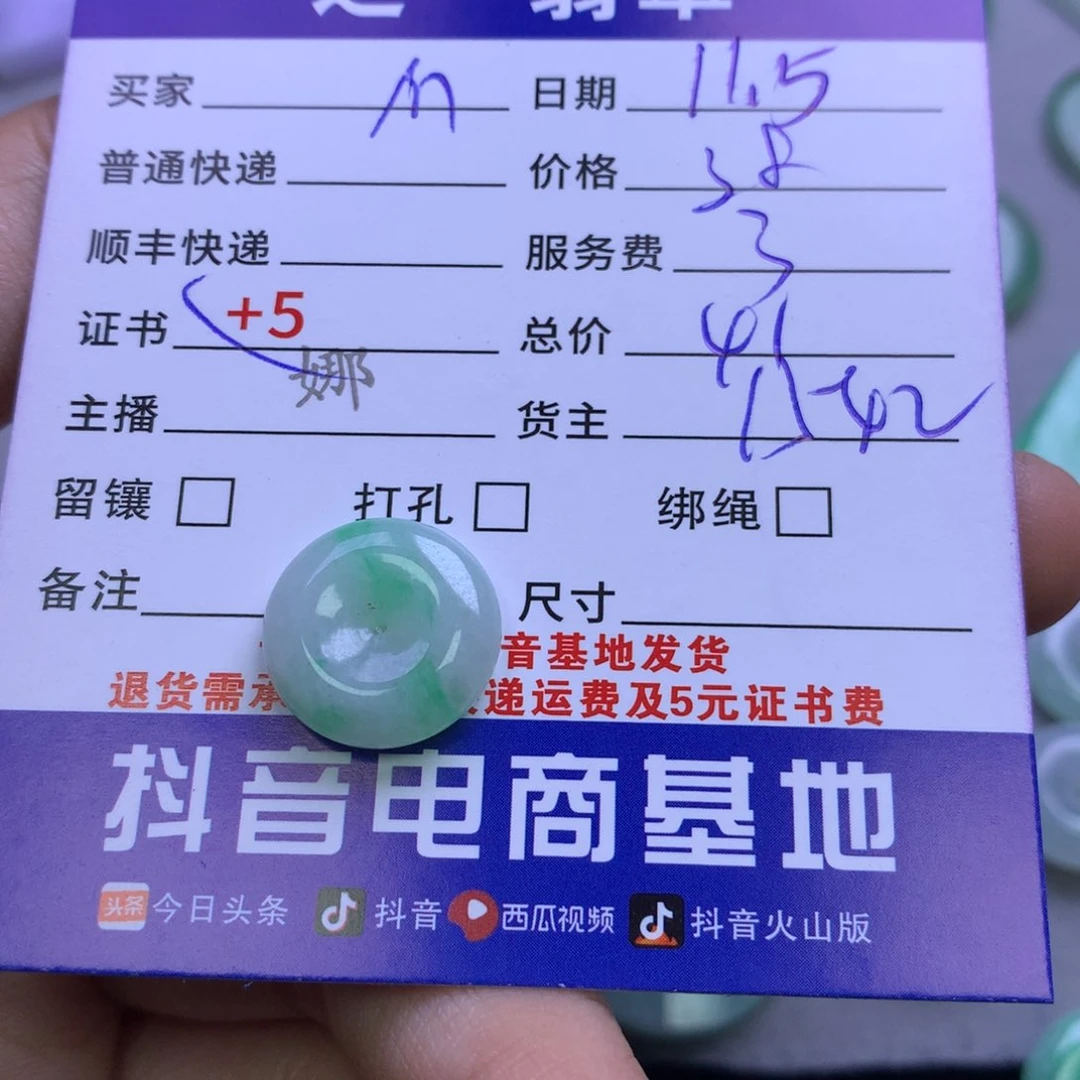 买家 日期 11.5
普通快递 价格 38
顺丰快递 服务费 3
证书 +5 总价 41
主播 娜 货主
留镶 打孔 绑绳
备注 尺寸
音基地发货
退货需承 递运费及5元证书费
抖音电商基地
头条 今日头条 抖音 西瓜视频 抖音火山版